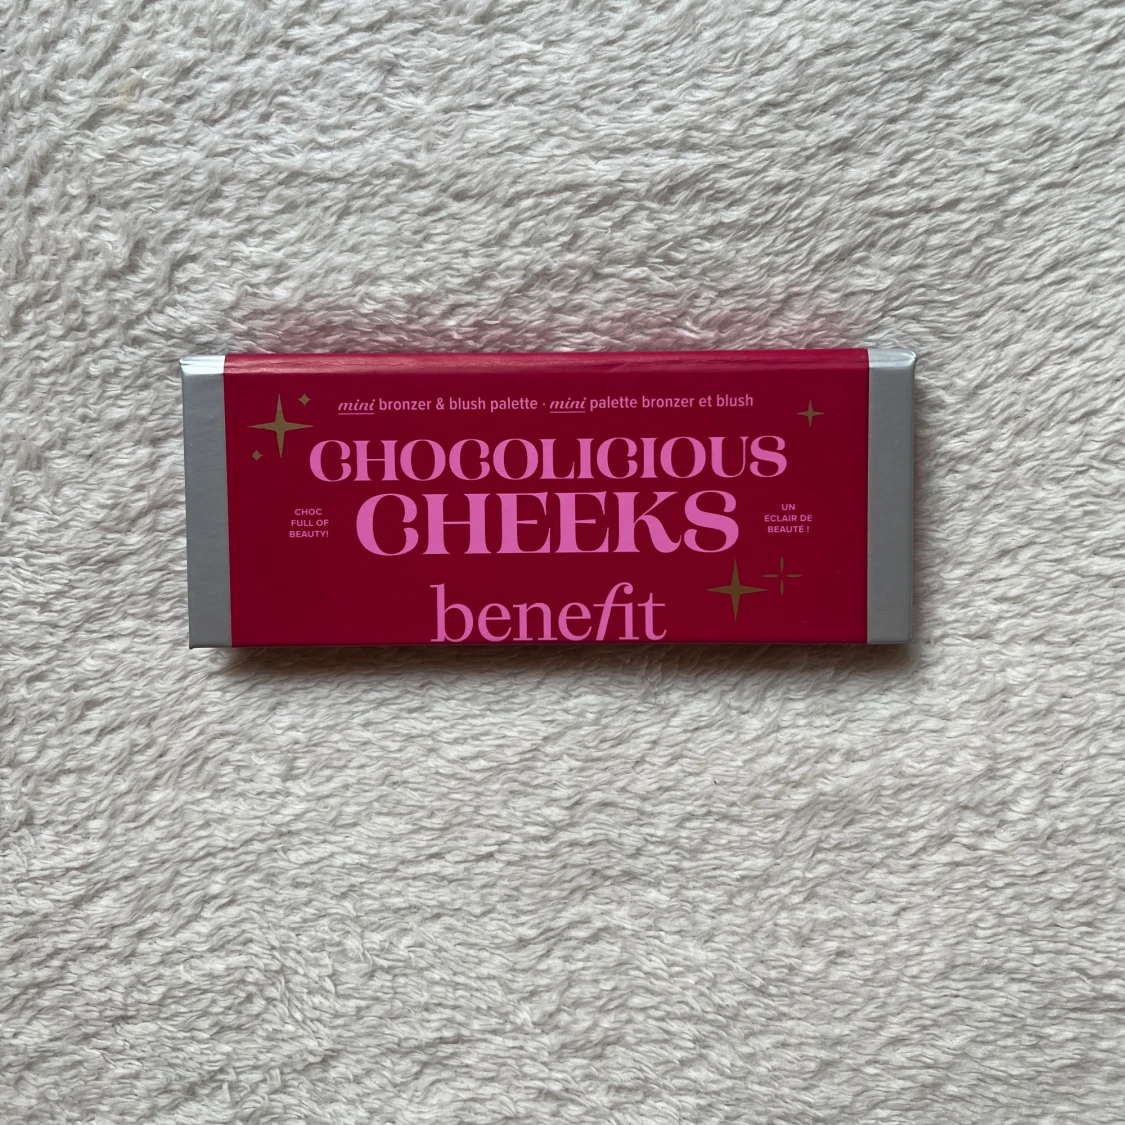 mini bronzer & blush palette · mini palette bronzer et blush
CHOCOLICIOUS
CHEEKS
CHOC
FULL OF
BEAUTY!
UN
ÉCLAIR DE
BEAUTÉ !
benefit